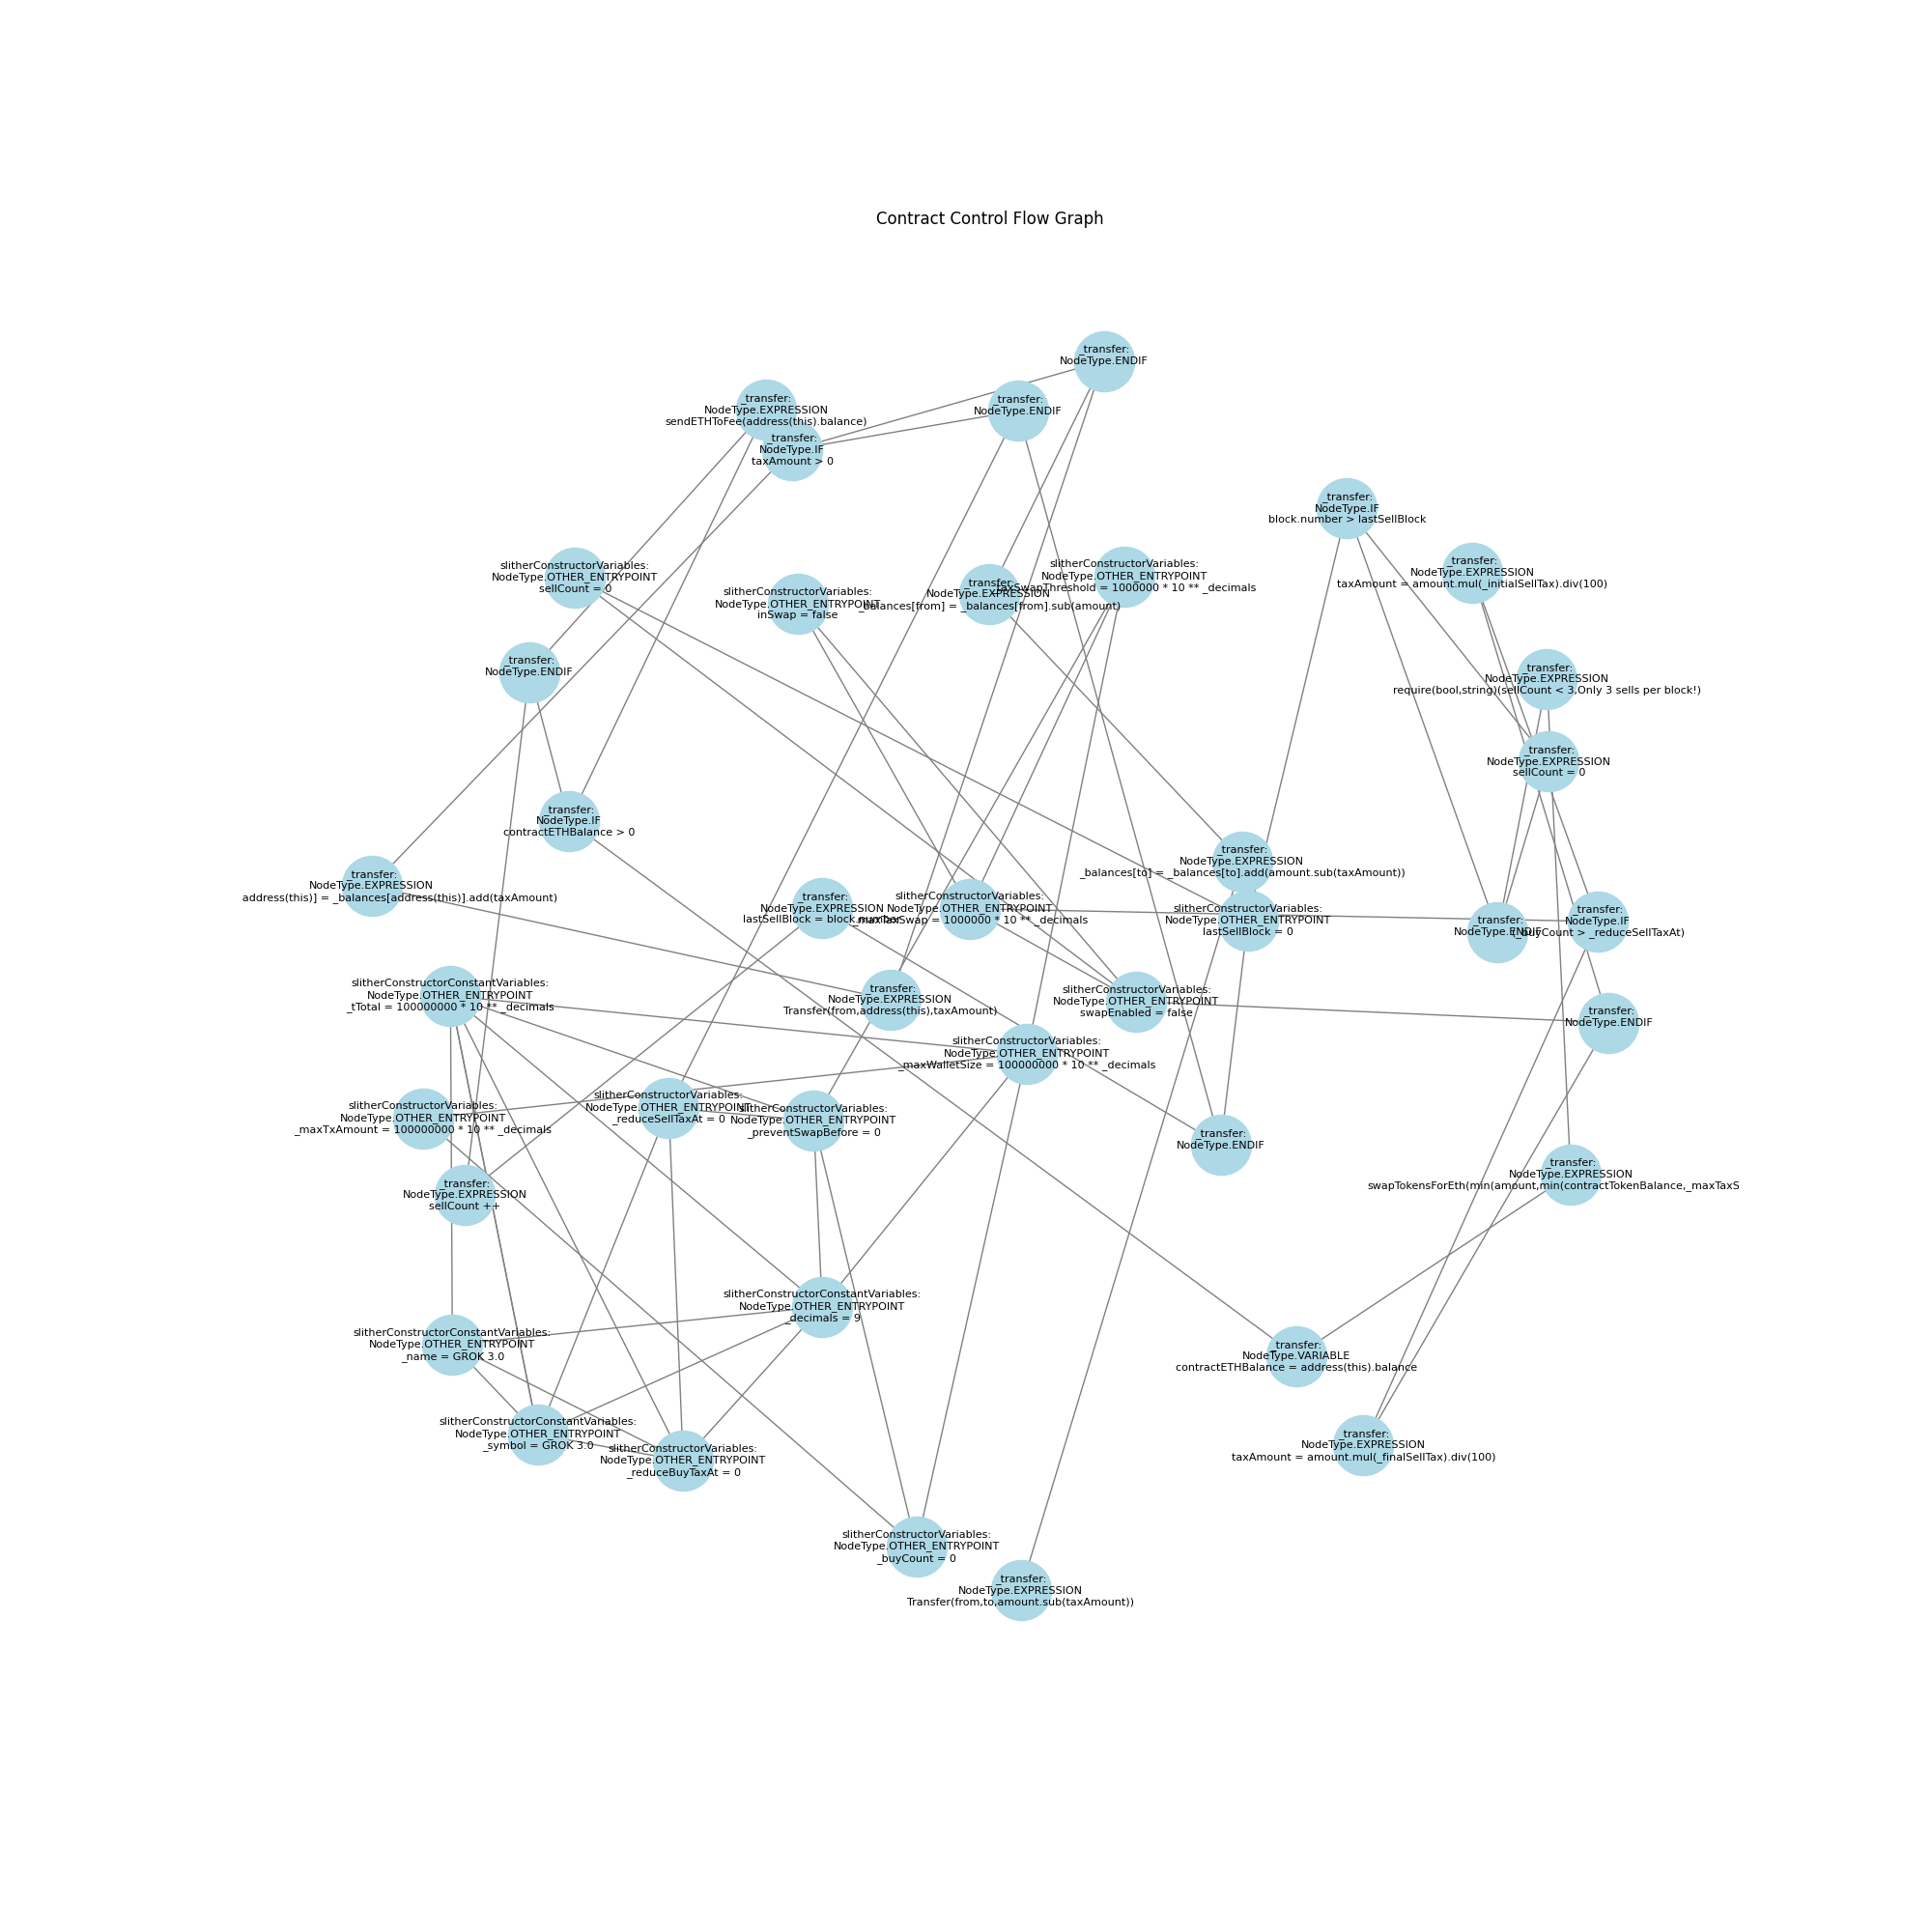 Contract Control Flow Graph
_transfer:
NodeType.ENDIF
_transfer:
NodeType.EXPRESSION
sendETHToFee(address(this).balance)
_transfer:
NodeType.ENDIF
_transfer:
NodeType.IF
taxAmount > 0
_transfer:
NodeType.IF
block.number > lastSellBlock
slitherConstructorVariables:
NodeType.OTHER_ENTRYPOINT
sellCount = 0
_transfer:
NodeType.EXPRESSION
taxAmount = amount.mul(_initialSellTax).div(100)
slitherConstructorVariables:
NodeType.OTHER_ENTRYPOINT
_taxSwapThreshold = 1000000 * 10 ** _decimals
slitherConstructorVariables:
NodeType.OTHER_ENTRYPOINT
inSwap = false
_transfer:
NodeType.EXPRESSION
_balances[from] = _balances[from].sub(amount)
_transfer:
NodeType.ENDIF
_transfer:
NodeType.EXPRESSION
require(bool,string)(sellCount < 3,Only 3 sells per block!)
_transfer:
NodeType.EXPRESSION
sellCount = 0
_transfer:
NodeType.IF
contractETHBalance > 0
_transfer:
NodeType.EXPRESSION
_balances[to] = _balances[to].add(amount.sub(taxAmount))
_transfer:
NodeType.EXPRESSION
address(this)] = _balances[address(this)].add(taxAmount)
_transfer:
NodeType.EXPRESSION
lastSellBlock = block.number
slitherConstructorVariables:
NodeType.OTHER_ENTRYPOINT
_maxTaxSwap = 1000000 * 10 ** _decimals
slitherConstructorVariables:
NodeType.OTHER_ENTRYPOINT
lastSellBlock = 0
_transfer:
NodeType.ENDIF
_transfer:
NodeType.IF
(_buyCount > _reduceSellTaxAt)
slitherConstructorConstantVariables:
NodeType.OTHER_ENTRYPOINT
_tTotal = 100000000 * 10 ** _decimals
_transfer:
NodeType.EXPRESSION
Transfer(from,address(this),taxAmount)
slitherConstructorVariables:
NodeType.OTHER_ENTRYPOINT
swapEnabled = false
_transfer:
NodeType.ENDIF
slitherConstructorVariables:
NodeType.OTHER_ENTRYPOINT
_maxWalletSize = 100000000 * 10 ** _decimals
slitherConstructorVariables:
NodeType.OTHER_ENTRYPOINT
_maxTxAmount = 100000000 * 10 ** _decimals
slitherConstructorVariables:
NodeType.OTHER_ENTRYPOINT
_reduceSellTaxAt = 0
slitherConstructorVariables:
NodeType.OTHER_ENTRYPOINT
_preventSwapBefore = 0
_transfer:
NodeType.ENDIF
_transfer:
NodeType.EXPRESSION
swapTokensForEth(min(amount,min(contractTokenBalance,_maxTaxS
_transfer:
NodeType.EXPRESSION
sellCount ++
slitherConstructorConstantVariables:
NodeType.OTHER_ENTRYPOINT
_decimals = 9
slitherConstructorConstantVariables:
NodeType.OTHER_ENTRYPOINT
_name = GROK 3.0
_transfer:
NodeType.VARIABLE
contractETHBalance = address(this).balance
slitherConstructorConstantVariables:
NodeType.OTHER_ENTRYPOINT
_symbol = GROK 3.0
_transfer:
NodeType.EXPRESSION
taxAmount = amount.mul(_finalSellTax).div(100)
slitherConstructorVariables:
NodeType.OTHER_ENTRYPOINT
_reduceBuyTaxAt = 0
slitherConstructorVariables:
NodeType.OTHER_ENTRYPOINT
_buyCount = 0
_transfer:
NodeType.EXPRESSION
Transfer(from,to,amount.sub(taxAmount))